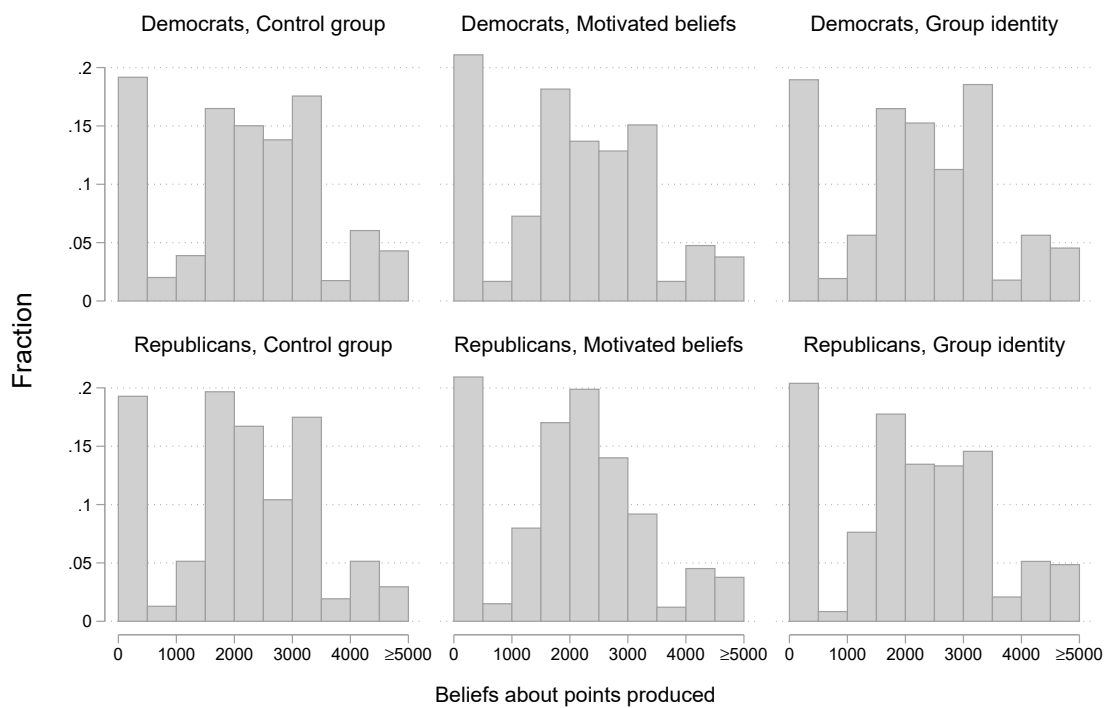 Democrats, Control group
Democrats, Motivated beliefs
Democrats, Group identity
.2
.15
.1
.05
0
Republicans, Control group
Republicans, Motivated beliefs
Republicans, Group identity
.2
.15
.1
.05
0
0 1000 2000 3000 4000 ≥5000
0 1000 2000 3000 4000 ≥5000
0 1000 2000 3000 4000 ≥5000
Fraction
Beliefs about points produced